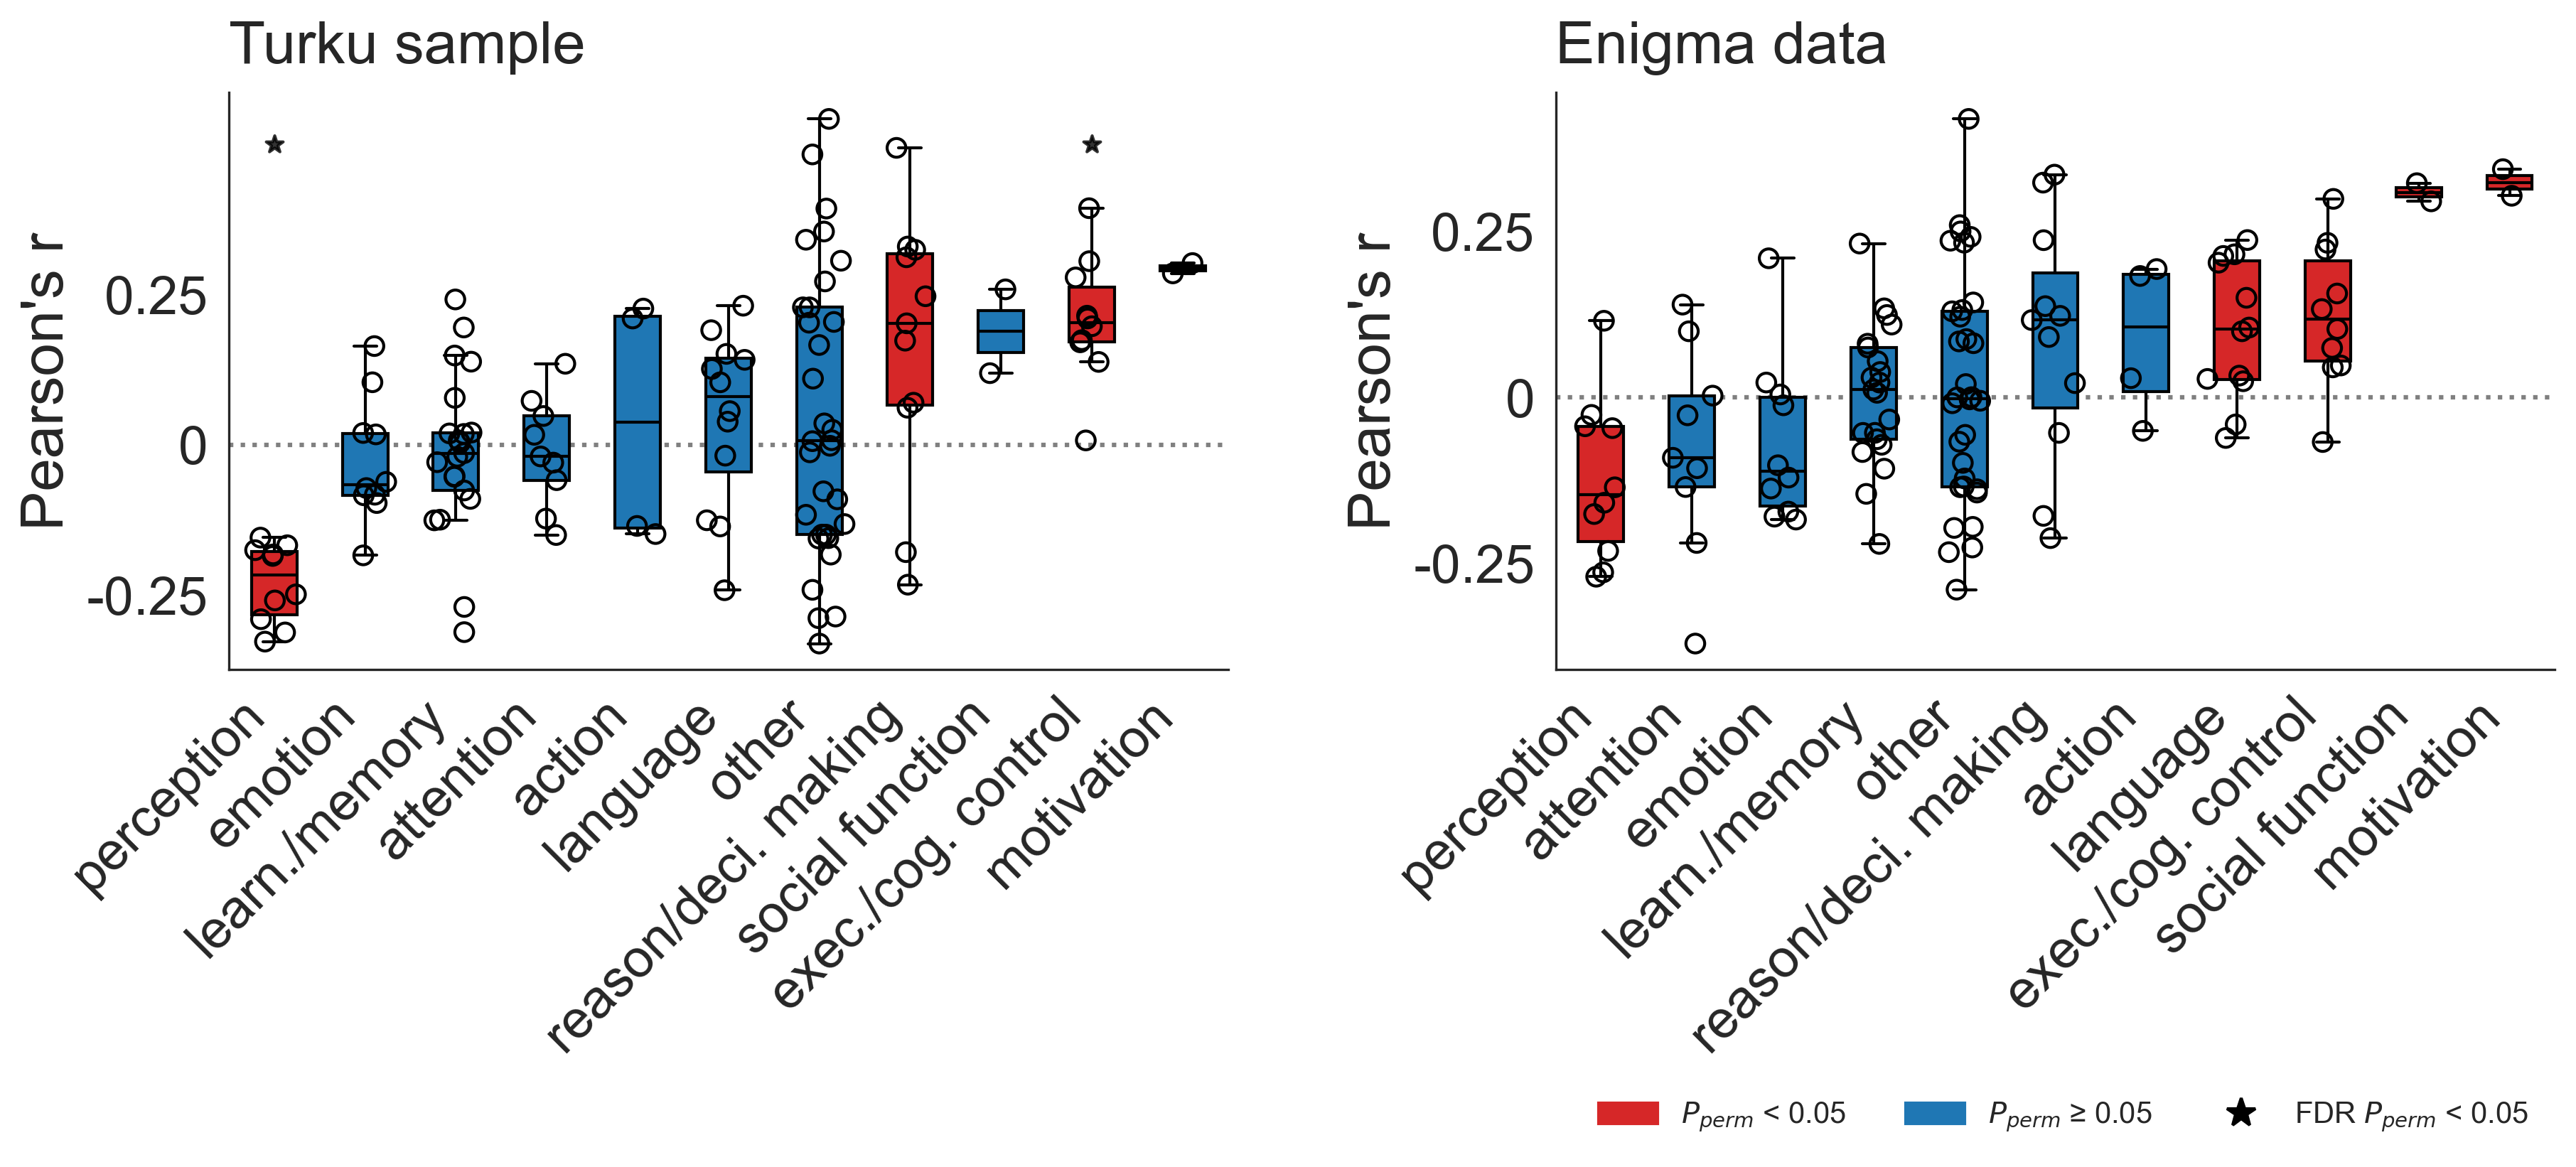 Turku sample
Pearson's r
0.25
0
-0.25
perception
emotion
learn./memory
attention
action
language
other
reason/deci. making
social function
exec./cog. control
motivation
Enigma data
Pearson's r
0.25
0
-0.25
perception
attention
emotion
learn./memory
other
reason/deci. making
action
language
exec./cog. control
social function
motivation
P_perm < 0.05
P_perm ≥ 0.05
FDR P_perm < 0.05